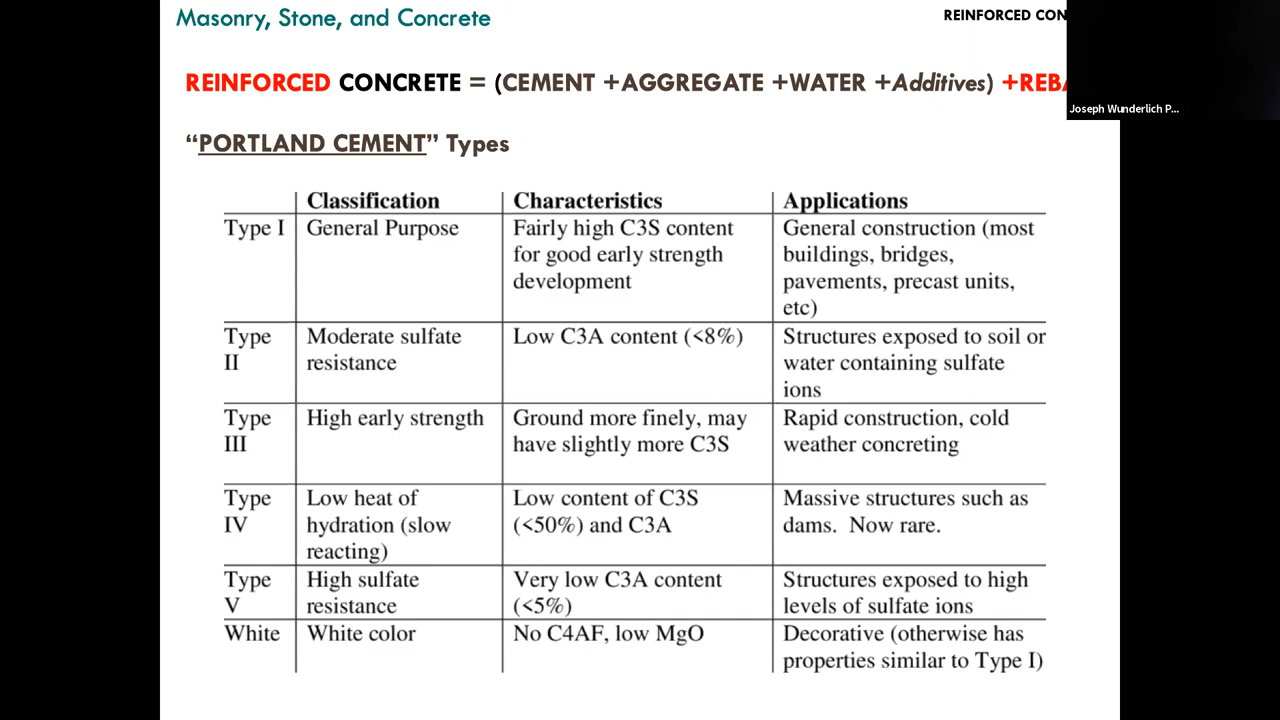 Masonry, Stone, and Concrete
REINFORCED CON
REINFORCED CONCRETE = (CEMENT +AGGREGATE +WATER +Additives) +REBA
Joseph Wunderlich P...
“PORTLAND CEMENT” Types
Classification Characteristics Applications
Type I General Purpose Fairly high C3S content General construction (most
for good early strength buildings, bridges,
development pavements, precast units,
etc)
Type Moderate sulfate Low C3A content (<8%) Structures exposed to soil or
II resistance water containing sulfate
ions
Type High early strength Ground more finely, may Rapid construction, cold
III have slightly more C3S weather concreting
Type Low heat of Low content of C3S Massive structures such as
IV hydration (slow (<50%) and C3A dams. Now rare.
reacting)
Type High sulfate Very low C3A content Structures exposed to high
V resistance (<5%) levels of sulfate ions
White White color No C4AF, low MgO Decorative (otherwise has
properties similar to Type I)